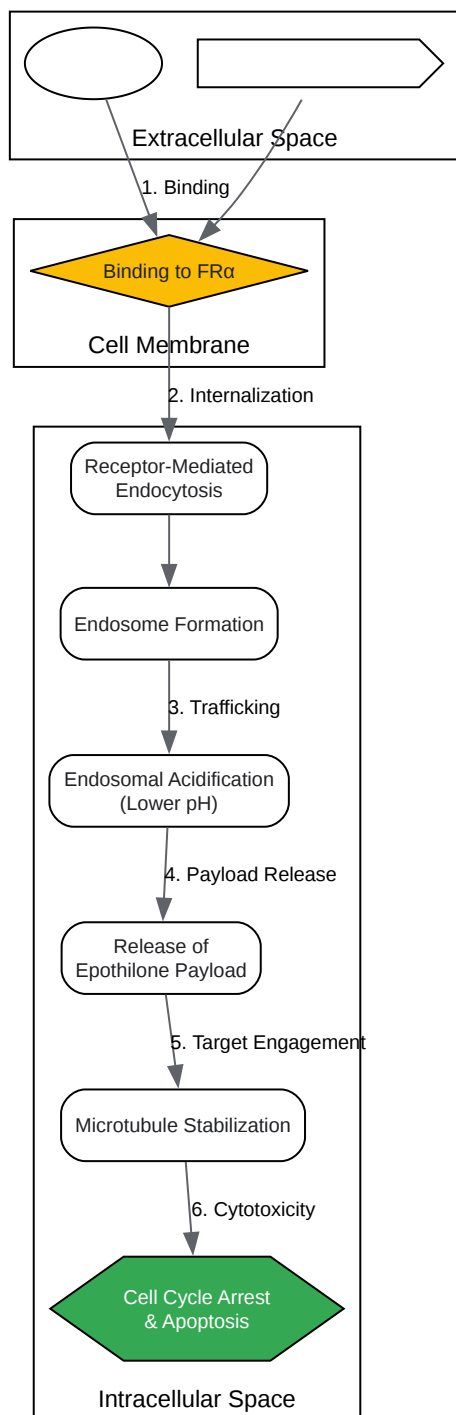 Extracellular Space
1. Binding
Binding to FRα
Cell Membrane
2. Internalization
Receptor-Mediated
Endocytosis
Endosome Formation
3. Trafficking
Endosomal Acidification
(Lower pH)
4. Payload Release
Release of
Epothilone Payload
5. Target Engagement
Microtubule Stabilization
6. Cytotoxicity
Cell Cycle Arrest
& Apoptosis
Intracellular Space